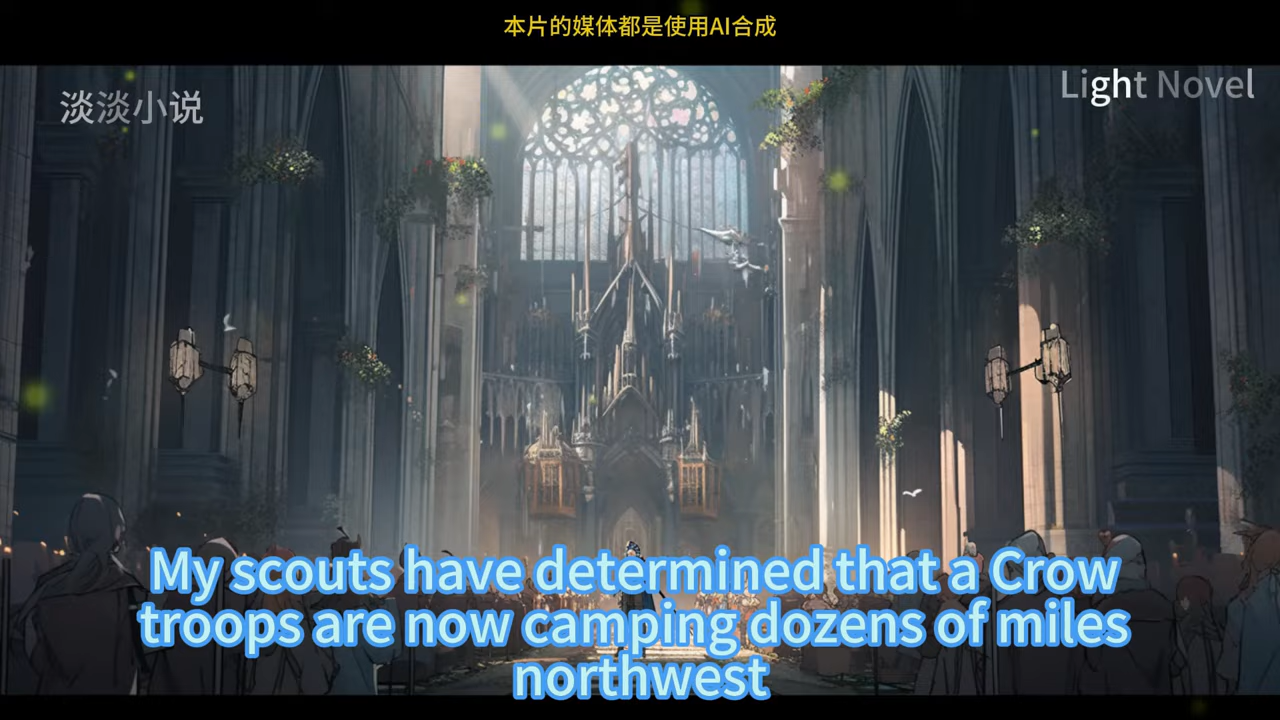 本片的媒体都是使用AI合成
淡淡小说
Light Novel
My scouts have determined that a Crow
troops are now camping dozens of miles
northwest